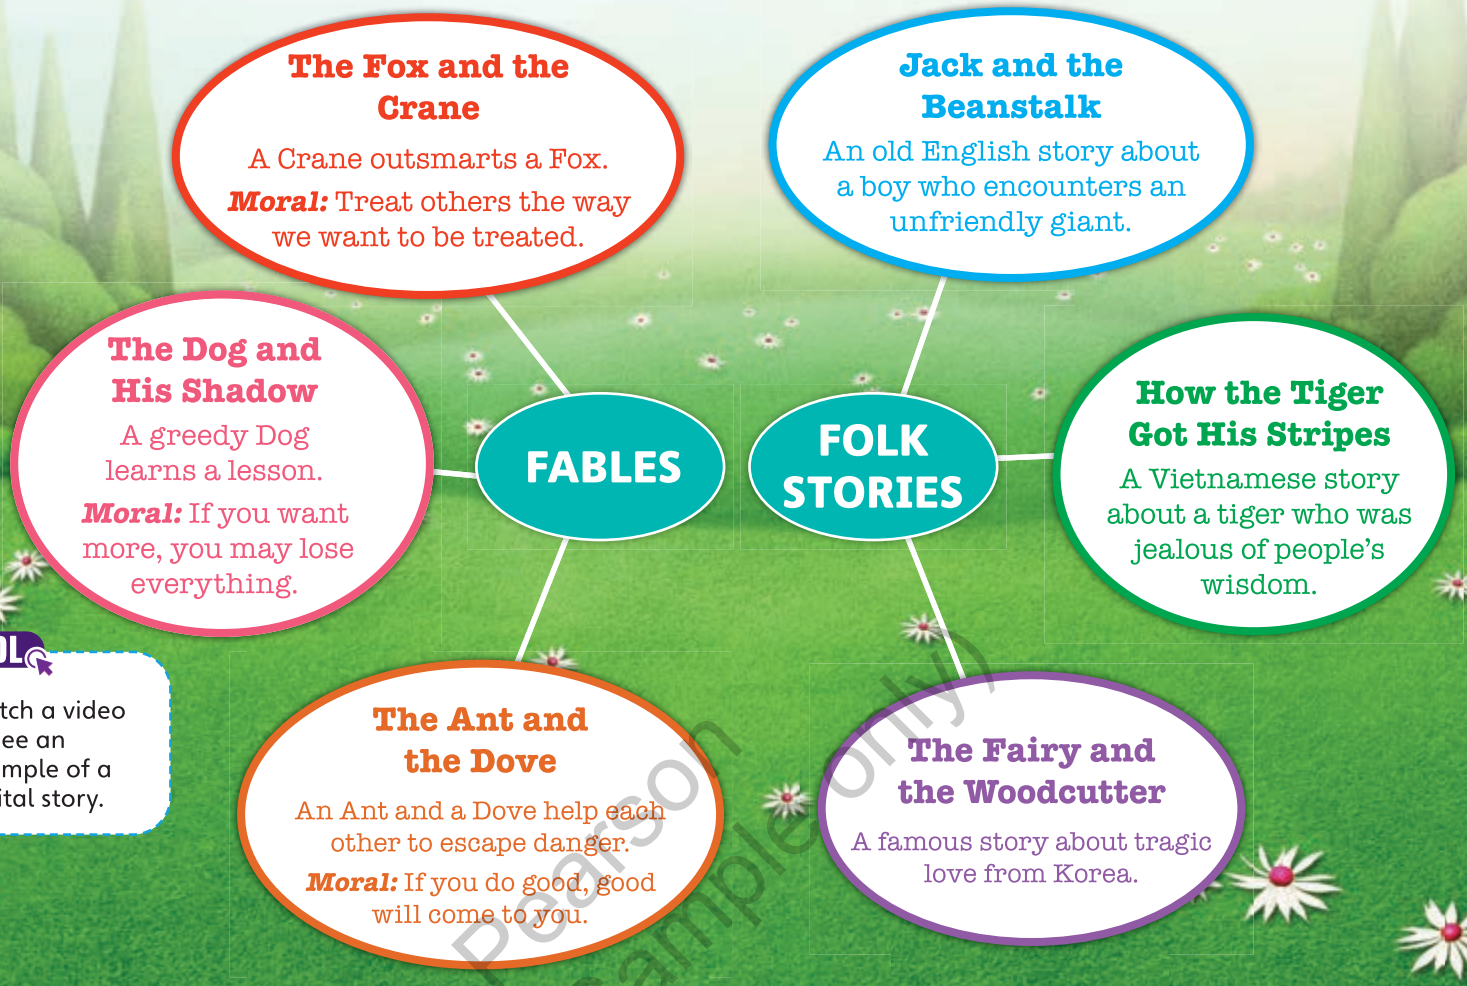 The Fox and the
Crane
A Crane outsmarts a Fox.
Moral: Treat others the way
we want to be treated.
Jack and the
Beanstalk
An old English story about
a boy who encounters an
unfriendly giant.
The Dog and
His Shadow
A greedy Dog
learns a lesson.
Moral: If you want
more, you may lose
everything.
FABLES
FOLK
STORIES
How the Tiger
Got His Stripes
A Vietnamese story
about a tiger who was
jealous of people's
wisdom.
OL
tch a video
ee an
mple of a
ital story.
The Ant and
the Dove
An Ant and a Dove help each
other to escape danger.
Moral: If you do good, good
will come to you.
The Fairy and
the Woodcutter
A famous story about tragic
love from Korea.
Pearson
(Sample only)